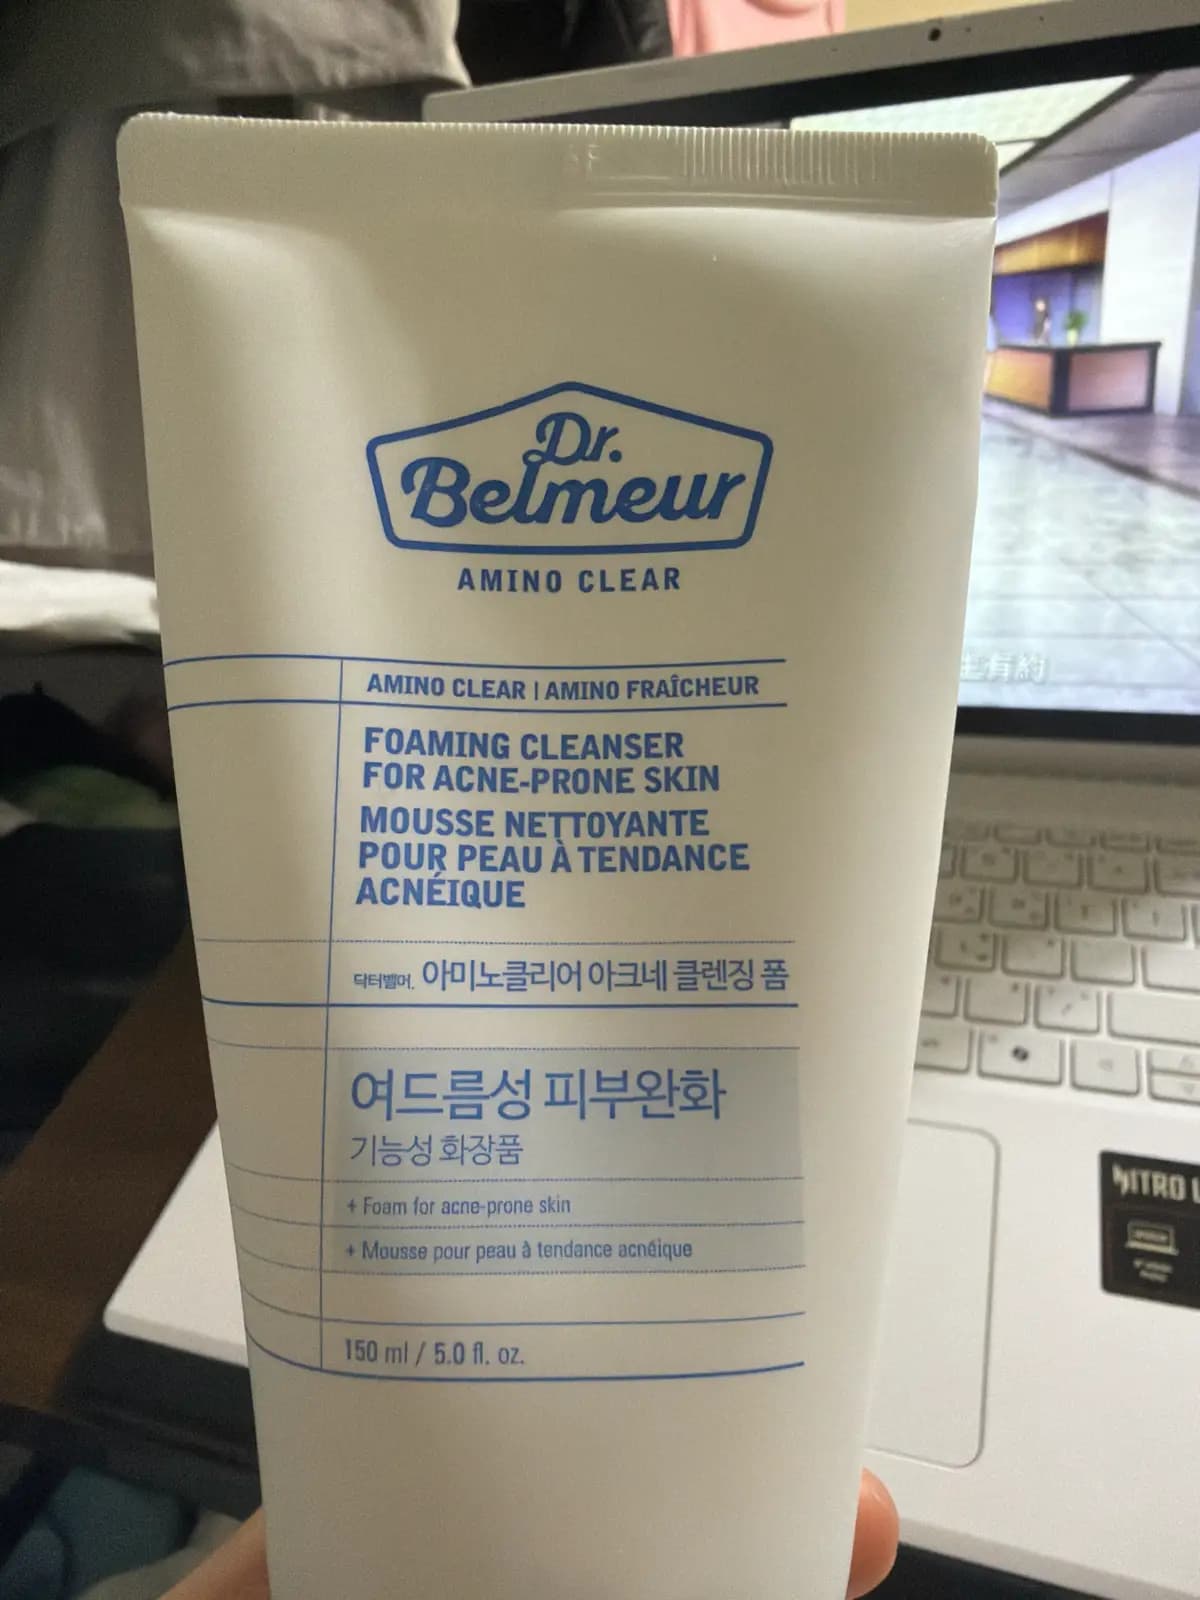 Dr.
Belmeur
AMINO CLEAR
AMINO CLEAR | AMINO FRAÎCHEUR
FOAMING CLEANSER
FOR ACNE-PRONE SKIN
MOUSSE NETTOYANTE
POUR PEAU À TENDANCE
ACNÉIQUE
닥터벨머. 아미노클리어 아크네 클렌징 폼
여드름성 피부완화
기능성 화장품
+ Foam for acne-prone skin
+ Mousse pour peau à tendance acnéique
150 ml / 5.0 fl. oz.
有約
NITRO